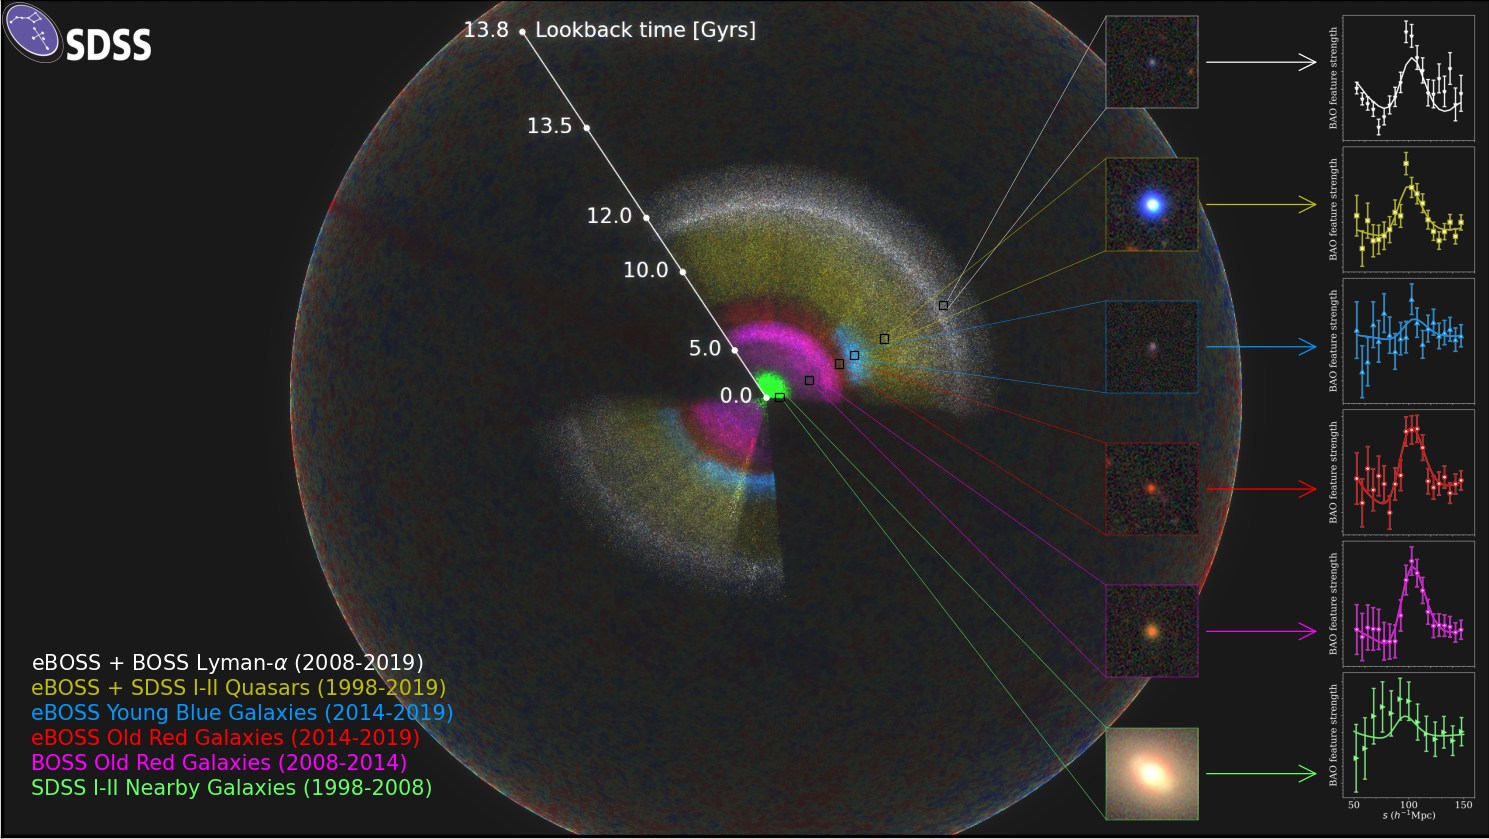 SDSS
13.8 Lookback time [Gyrs]
13.5
12.0
10.0
5.0
0.0
eBOSS + BOSS Lyman-α (2008-2019)
eBOSS + SDSS I-II Quasars (1998-2019)
eBOSS Young Blue Galaxies (2014-2019)
eBOSS Old Red Galaxies (2014-2019)
BOSS Old Red Galaxies (2008-2014)
SDSS I-II Nearby Galaxies (1998-2008)
BAO feature strength
BAO feature strength
BAO feature strength
BAO feature strength
BAO feature strength
BAO feature strength
50 100 150
s (h⁻¹Mpc)